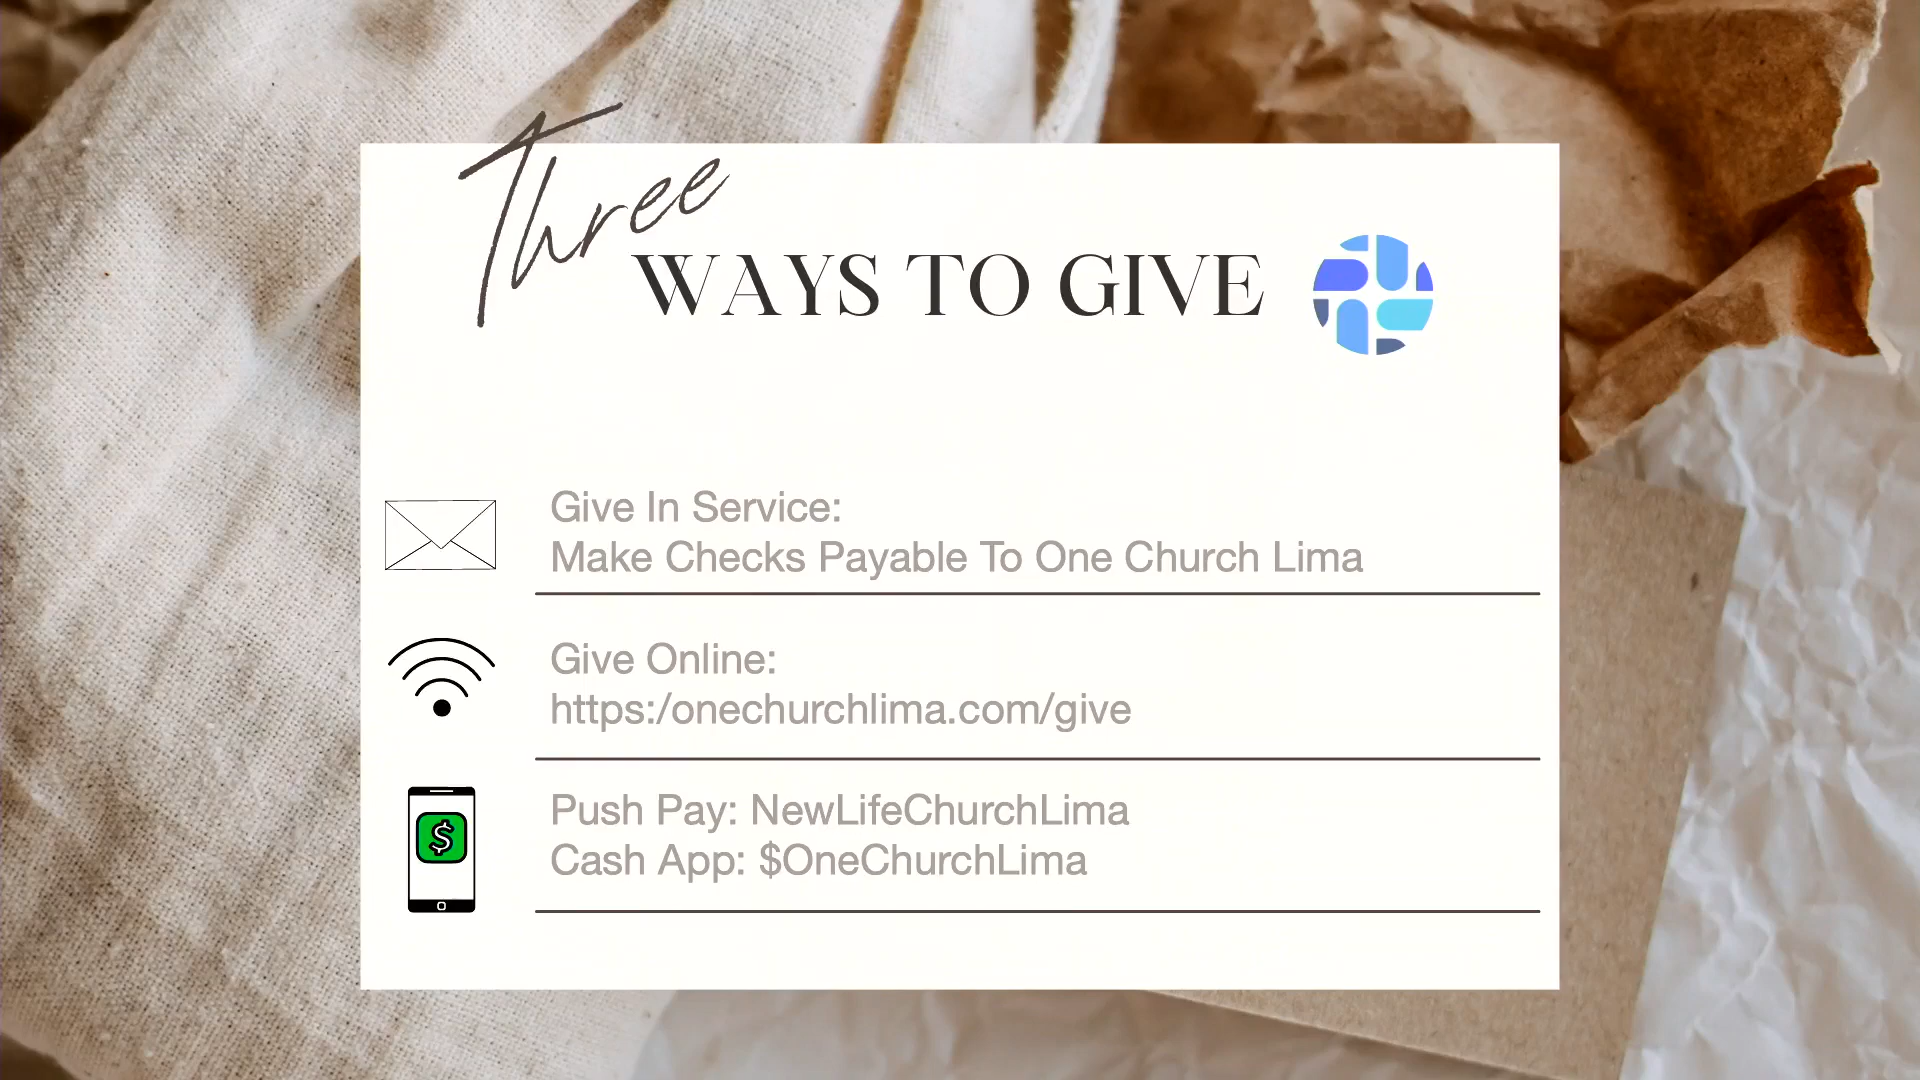 Three
WAYS TO GIVE
Give In Service:
Make Checks Payable To One Church Lima
Give Online:
https:/onechurchlima.com/give
$
Push Pay: NewLifeChurchLima
Cash App: $OneChurchLima